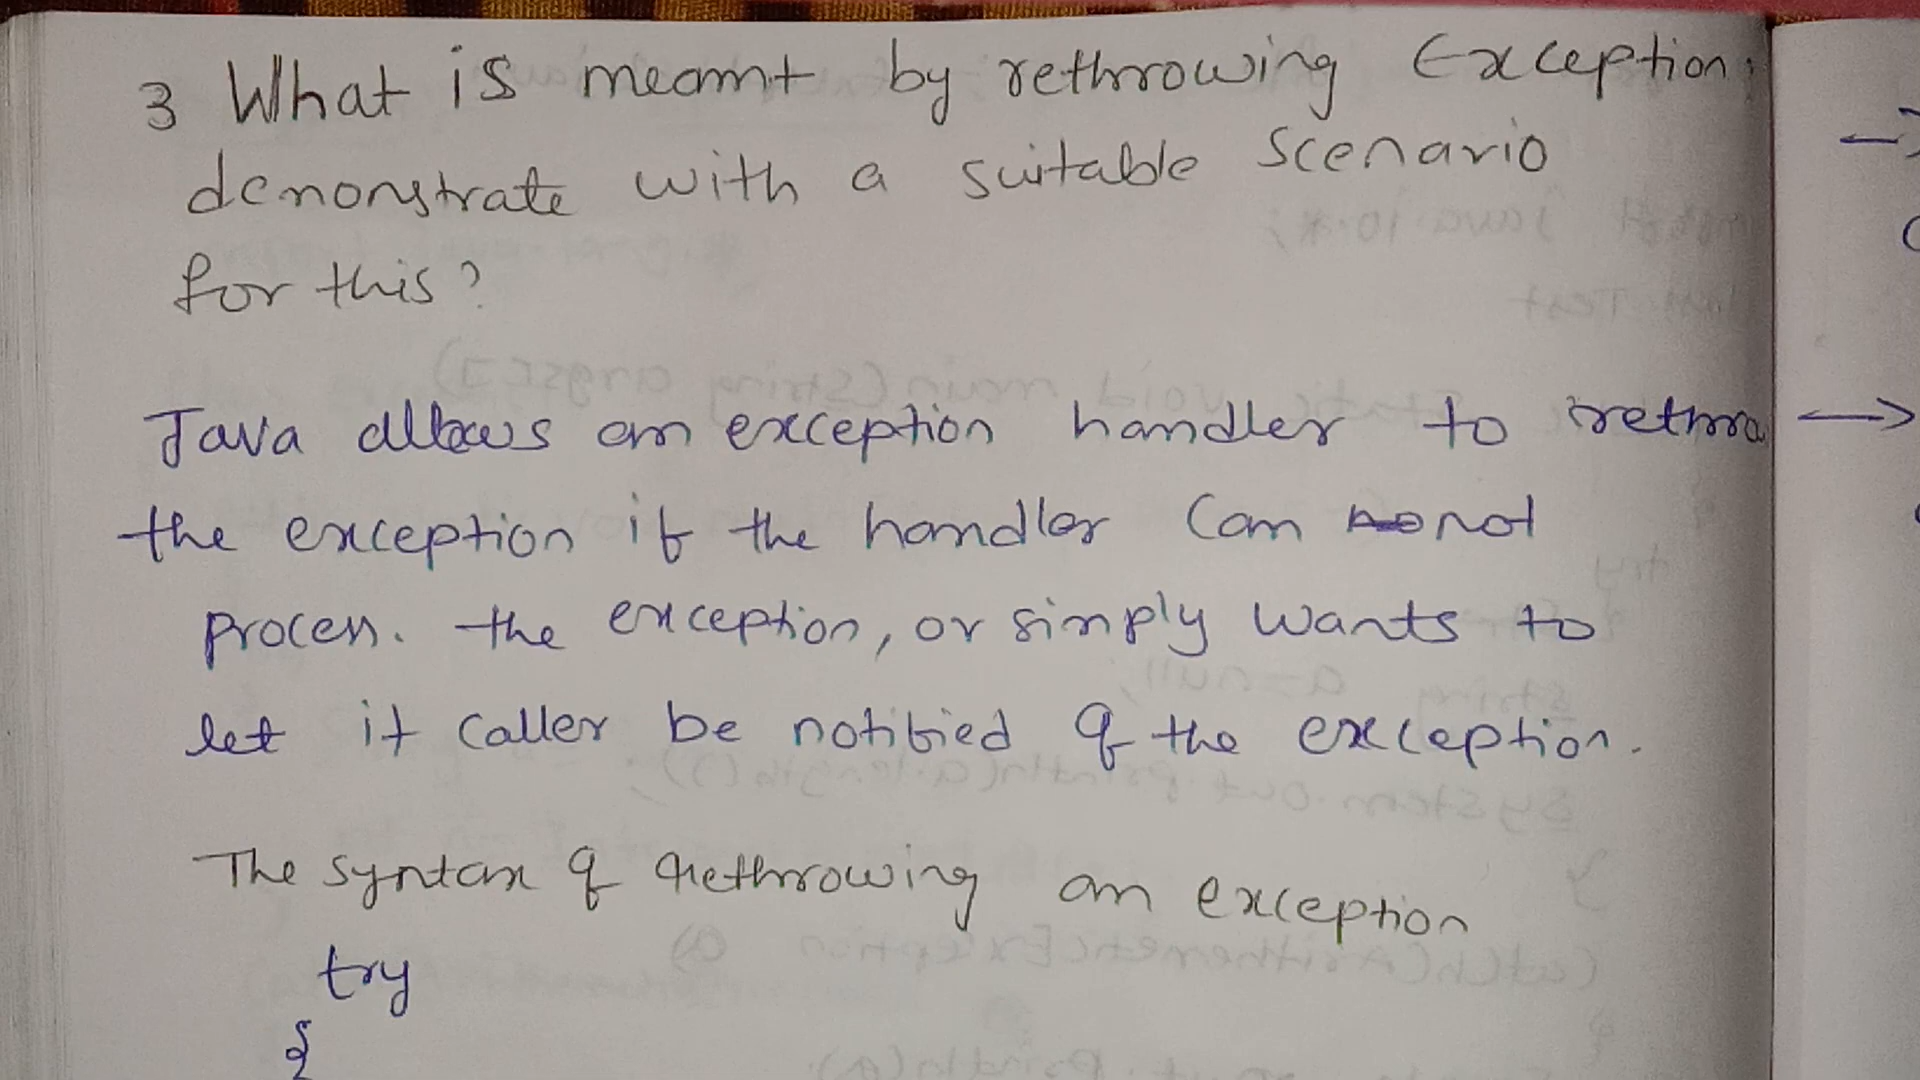 3 What is meamt by rethrowing Exception;
demonstrate with a suitable scenario
for this?
Java allows an exception handler to rethro
the exception if the handler Can not
process. the exception, or simply wants to
let it caller be notified of the exception.
The syntax of rethrowing an exception
try
{